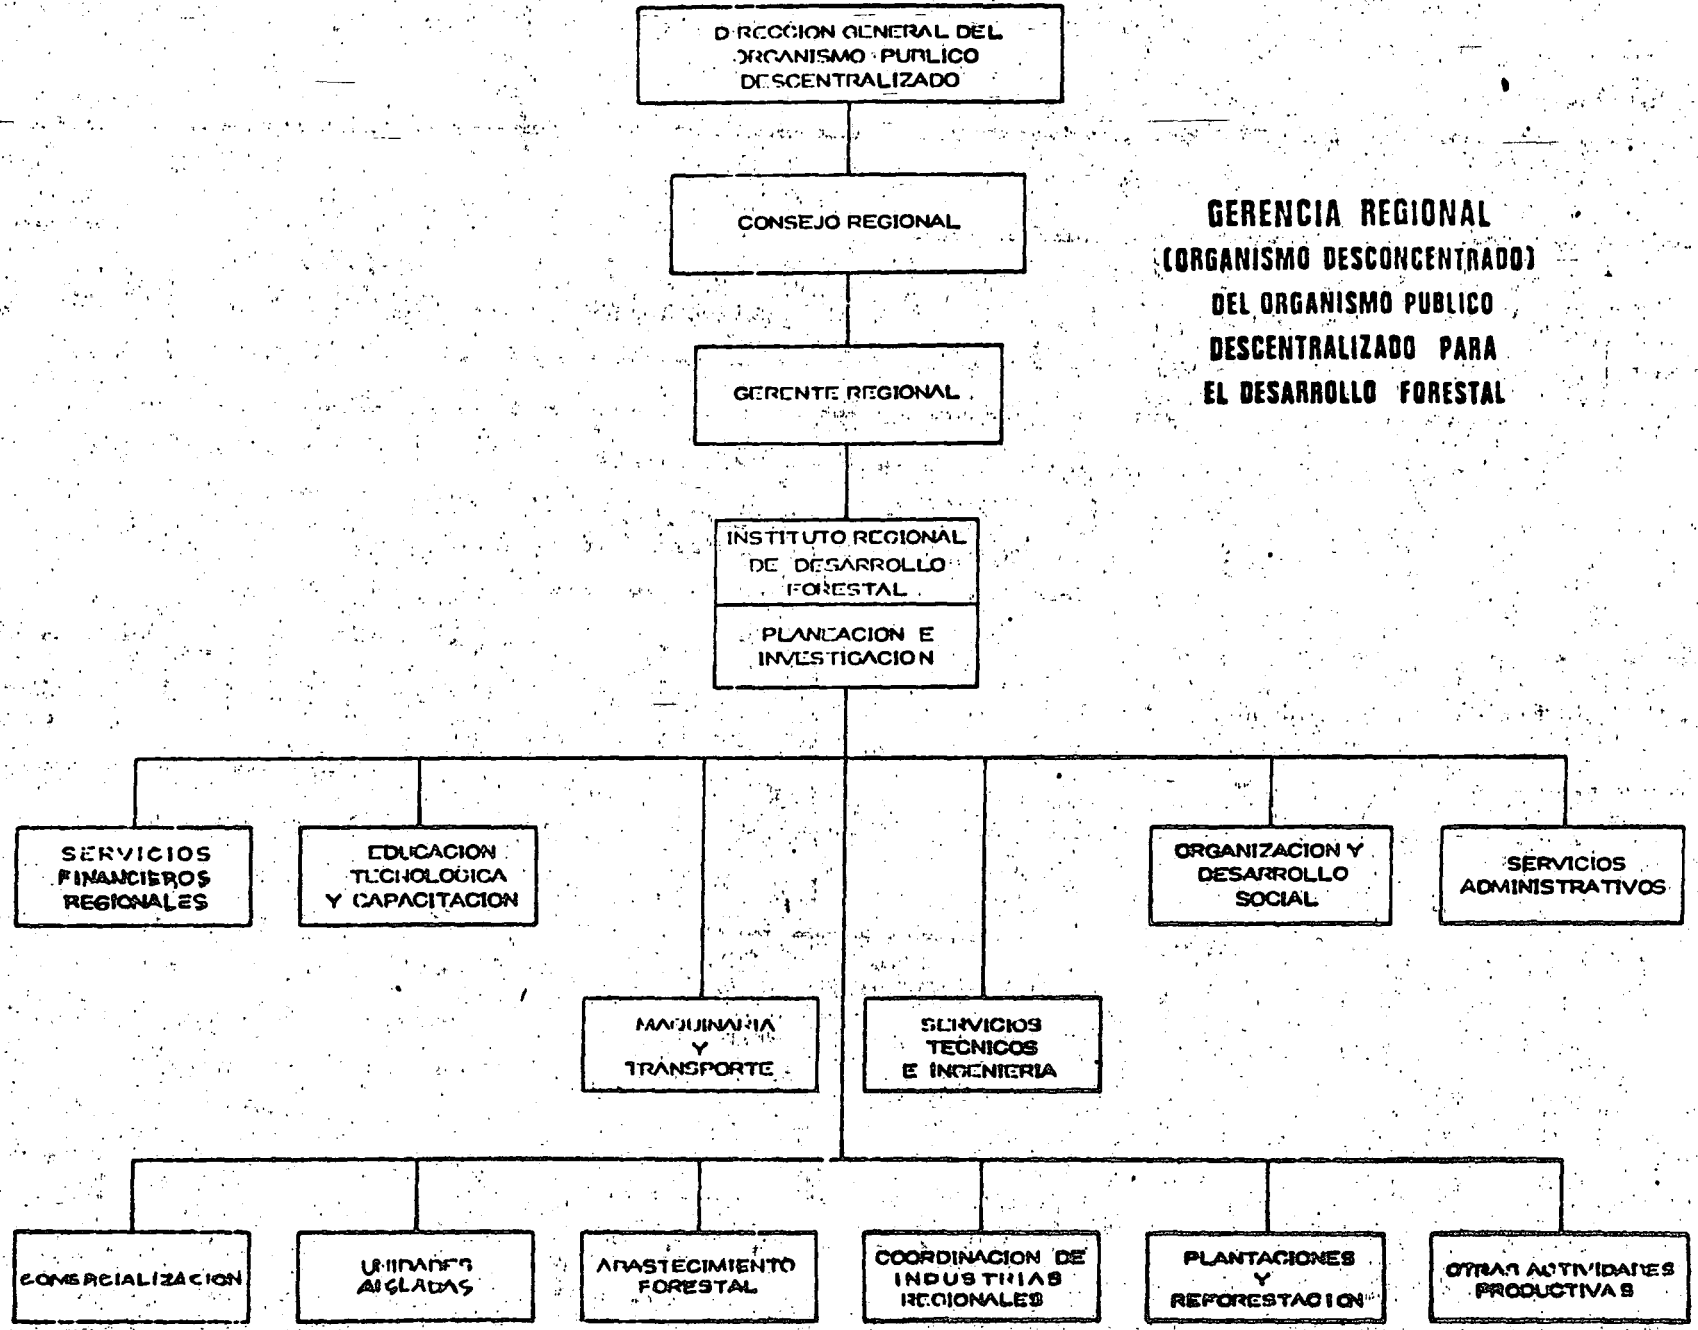 DIRECCION GENERAL DEL
ORGANISMO PUBLICO
DESCENTRALIZADO
CONSEJO REGIONAL
GERENCIA REGIONAL
(ORGANISMO DESCONCENTRADO)
DEL ORGANISMO PUBLICO
DESCENTRALIZADO PARA
EL DESARROLLO FORESTAL
GERENTE REGIONAL
INSTITUTO REGIONAL
DE DESARROLLO
FORESTAL
PLANEACION E
INVESTIGACION
SERVICIOS
FINANCIEROS
REGIONALES
EDUCACION
TECNOLOGICA
Y CAPACITACION
ORGANIZACION Y
DESARROLLO
SOCIAL
SERVICIOS
ADMINISTRATIVOS
MAQUINARIA
Y
TRANSPORTE
SERVICIOS
TECNICOS
E INGENIERIA
COMERCIALIZACION
UNIDADES
AISLADAS
ABASTECIMIENTO
FORESTAL
COORDINACION DE
INDUSTRIAS
REGIONALES
PLANTACIONES
Y
REFORESTACION
OTRAS ACTIVIDADES
PRODUCTIVAS